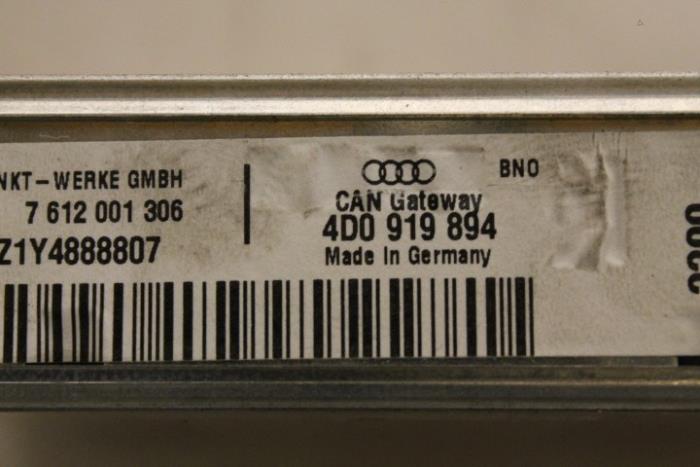 NKT-WERKE GMBH
7 612 001 306
Z1Y4888807
BNO
CAN Gateway
4D0 919 894
Made In Germany